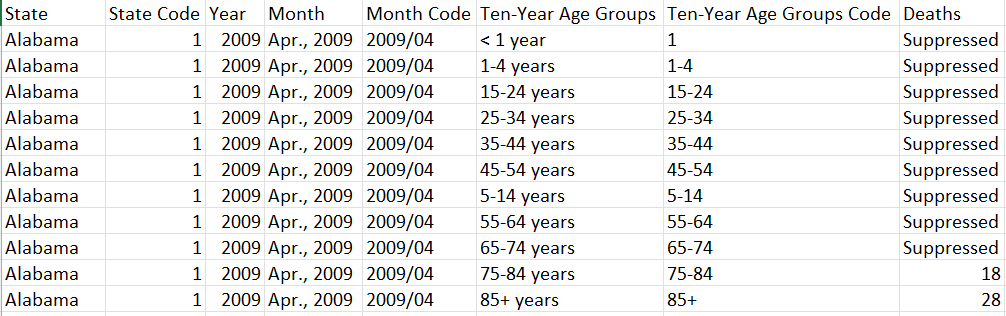 State State Code Year Month Month Code Ten-Year Age Groups Ten-Year Age Groups Code Deaths
Alabama 1 2009 Apr., 2009 2009/04 < 1 year 1 Suppressed
Alabama 1 2009 Apr., 2009 2009/04 1-4 years 1-4 Suppressed
Alabama 1 2009 Apr., 2009 2009/04 15-24 years 15-24 Suppressed
Alabama 1 2009 Apr., 2009 2009/04 25-34 years 25-34 Suppressed
Alabama 1 2009 Apr., 2009 2009/04 35-44 years 35-44 Suppressed
Alabama 1 2009 Apr., 2009 2009/04 45-54 years 45-54 Suppressed
Alabama 1 2009 Apr., 2009 2009/04 5-14 years 5-14 Suppressed
Alabama 1 2009 Apr., 2009 2009/04 55-64 years 55-64 Suppressed
Alabama 1 2009 Apr., 2009 2009/04 65-74 years 65-74 Suppressed
Alabama 1 2009 Apr., 2009 2009/04 75-84 years 75-84 18
Alabama 1 2009 Apr., 2009 2009/04 85+ years 85+ 28